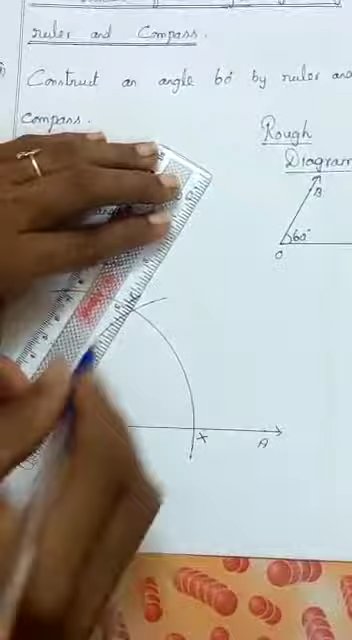 ruler and Compass.
Construct an angle 60° by ruler and
compass.
Rough
Diagram
B
60°
O
X
A